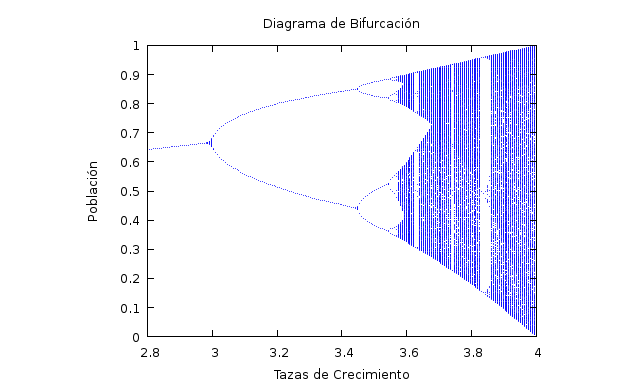 Diagrama de Bifurcación
1
0.9
0.8
0.7
0.6
0.5
0.4
0.3
0.2
0.1
0
Población
2.8 3 3.2 3.4 3.6 3.8 4
Tazas de Crecimiento